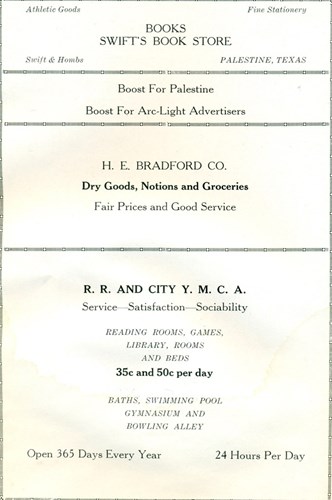 Athletic Goods Fine Stationery
BOOKS
SWIFT'S BOOK STORE
Swift & Hombs PALESTINE, TEXAS
Boost For Palestine
Boost For Arc-Light Advertisers
H. E. BRADFORD CO.
Dry Goods, Notions and Groceries
Fair Prices and Good Service
R. R. AND CITY Y. M. C. A.
Service—Satisfaction—Sociability
READING ROOMS, GAMES,
LIBRARY, ROOMS
AND BEDS
35c and 50c per day
BATHS, SWIMMING POOL
GYMNASIUM AND
BOWLING ALLEY
Open 365 Days Every Year 24 Hours Per Day